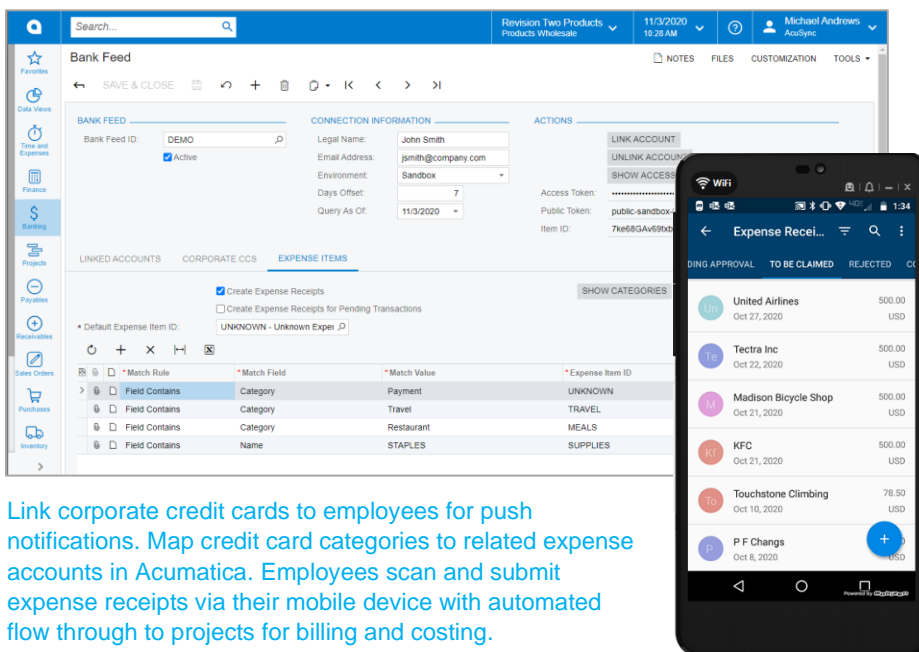 Search...
Revision Two Products
Products Wholesale
11/3/2020
10:28 AM
Michael Andrews
AcuSync
Favorites
Data Views
Time and
Expenses
Finance
Banking
Projects
Payables
Receivables
Sales Orders
Purchases
Inventory
Bank Feed
NOTES FILES CUSTOMIZATION TOOLS
SAVE & CLOSE
BANK FEED
Bank Feed ID: DEMO
Active
CONNECTION INFORMATION
Legal Name: John Smith
Email Address: jsmith@company.com
Environment: Sandbox
Days Offset: 7
Query As Of: 11/3/2020
ACTIONS
LINK ACCOUNT
UNLINK ACCOUNT
SHOW ACCESS
Access Token:
Public Token: public-sandbox-
Item ID: 7ke68GAv69txb
LINKED ACCOUNTS CORPORATE CCS EXPENSE ITEMS
Create Expense Receipts
SHOW CATEGORIES
Create Expense Receipts for Pending Transactions
* Default Expense Item ID: UNKNOWN - Unknown Exper
* Match Rule * Match Field * Match Value * Expense Item ID
Field Contains Category Payment UNKNOWN
Field Contains Category Travel TRAVEL
Field Contains Category Restaurant MEALS
Field Contains Name STAPLES SUPPLIES
WiFi
1:34
Expense Recei...
DING APPROVAL TO BE CLAIMED REJECTED CO
Un United Airlines 500.00
Oct 27, 2020 USD
Te Tectra Inc 500.00
Oct 22, 2020 USD
M Madison Bicycle Shop 500.00
Oct 21, 2020 USD
Kf KFC 500.00
Oct 21, 2020 USD
To Touchstone Climbing 78.50
Oct 10, 2020 USD
P P F Changs
Oct 8, 2020 USD
Powered by
Link corporate credit cards to employees for push
notifications. Map credit card categories to related expense
accounts in Acumatica. Employees scan and submit
expense receipts via their mobile device with automated
flow through to projects for billing and costing.